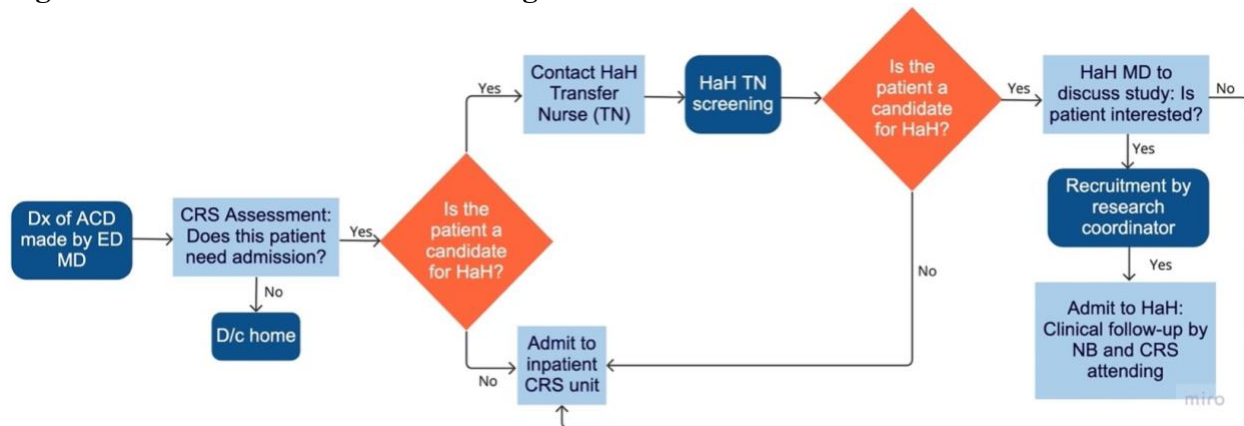 Dx of ACD
made by ED
MD
CRS Assessment:
Does this patient
need admission?
No
D/c home
Yes
Is the
patient a
candidate
for HaH?
Yes
Contact HaH
Transfer
Nurse (TN)
HaH TN
screening
Is the
patient a
candidate
for HaH?
Yes
HaH MD to
discuss study: Is
patient interested?
No
Yes
Recruitment by
research
coordinator
Yes
Admit to HaH:
Clinical follow-up by
NB and CRS
attending
No
No
Admit to
inpatient
CRS unit
miro